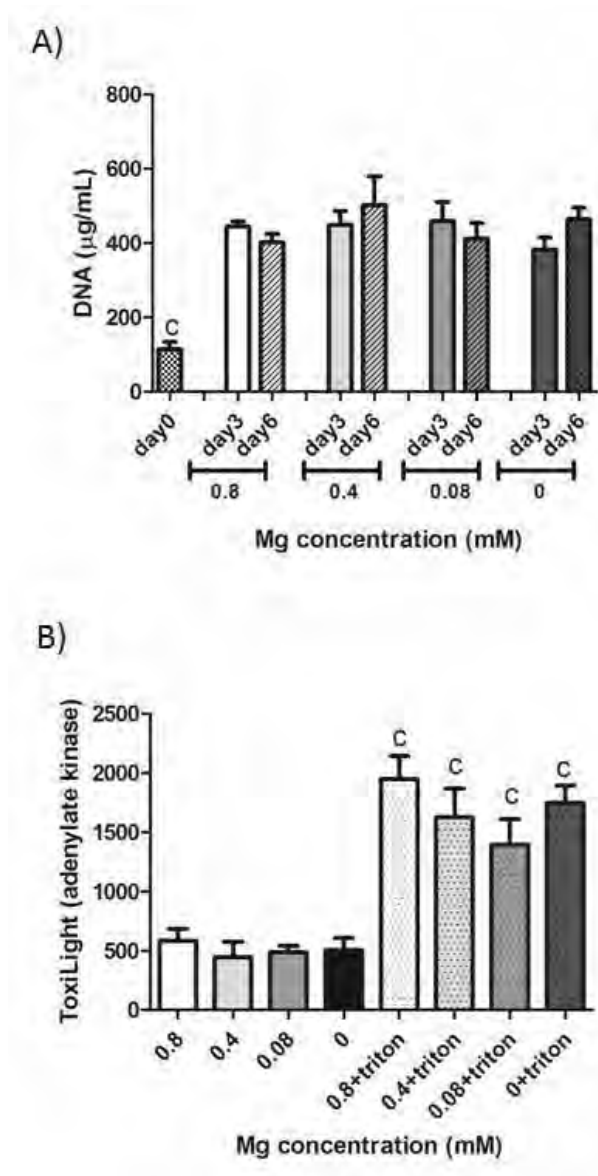 A)
800
600
400
200
0
DNA (µg/mL)
C
day0
day3
day6
day3
day6
day3
day6
day3
day6
0.8
0.4
0.08
0
Mg concentration (mM)
B)
2500
2000
1500
1000
500
0
ToxiLight (adenylate kinase)
C
C
C
C
0.8
0.4
0.08
0
0.8+triton
0.4+triton
0.08+triton
0+triton
Mg concentration (mM)